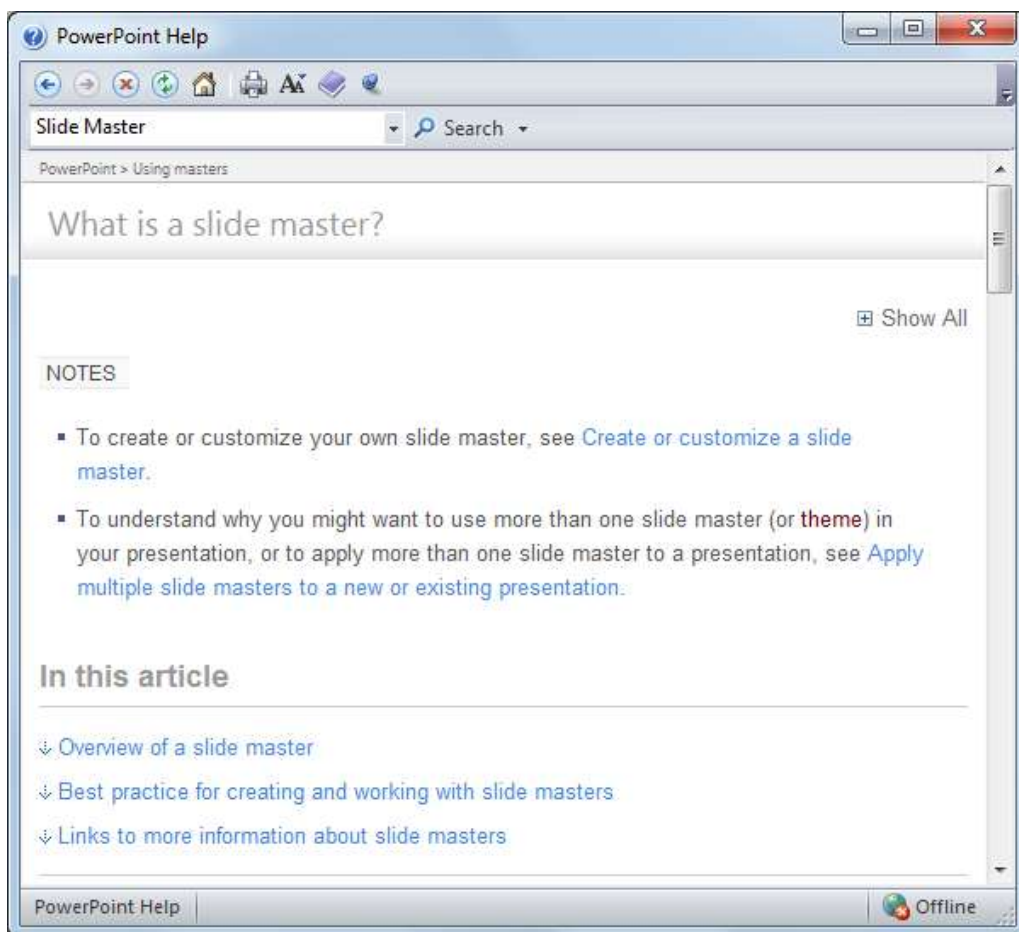 PowerPoint Help
Slide Master
Search
PowerPoint > Using masters
What is a slide master?
Show All
NOTES
To create or customize your own slide master, see Create or customize a slide
master.
To understand why you might want to use more than one slide master (or theme) in
your presentation, or to apply more than one slide master to a presentation, see Apply
multiple slide masters to a new or existing presentation.
In this article
Overview of a slide master
Best practice for creating and working with slide masters
Links to more information about slide masters
PowerPoint Help
Offline